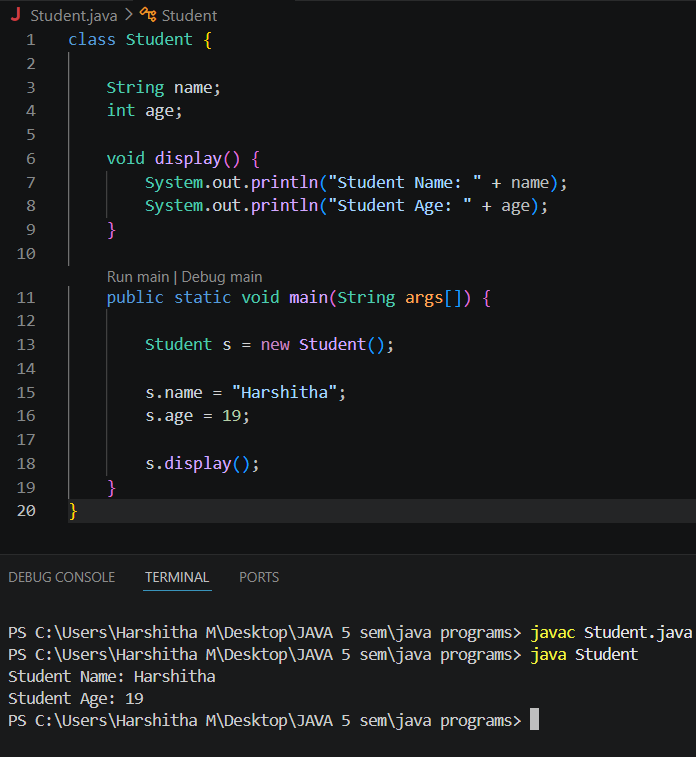 J Student.java > Student
1 class Student {
2
3     String name;
4     int age;
5
6     void display() {
7         System.out.println("Student Name: " + name);
8         System.out.println("Student Age: " + age);
9     }
10
Run main | Debug main
11     public static void main(String args[]) {
12
13         Student s = new Student();
14
15         s.name = "Harshitha";
16         s.age = 19;
17
18         s.display();
19     }
20 }
DEBUG CONSOLE TERMINAL PORTS
PS C:\Users\Harshitha M\Desktop\JAVA 5 sem\java programs> javac Student.java
PS C:\Users\Harshitha M\Desktop\JAVA 5 sem\java programs> java Student
Student Name: Harshitha
Student Age: 19
PS C:\Users\Harshitha M\Desktop\JAVA 5 sem\java programs>